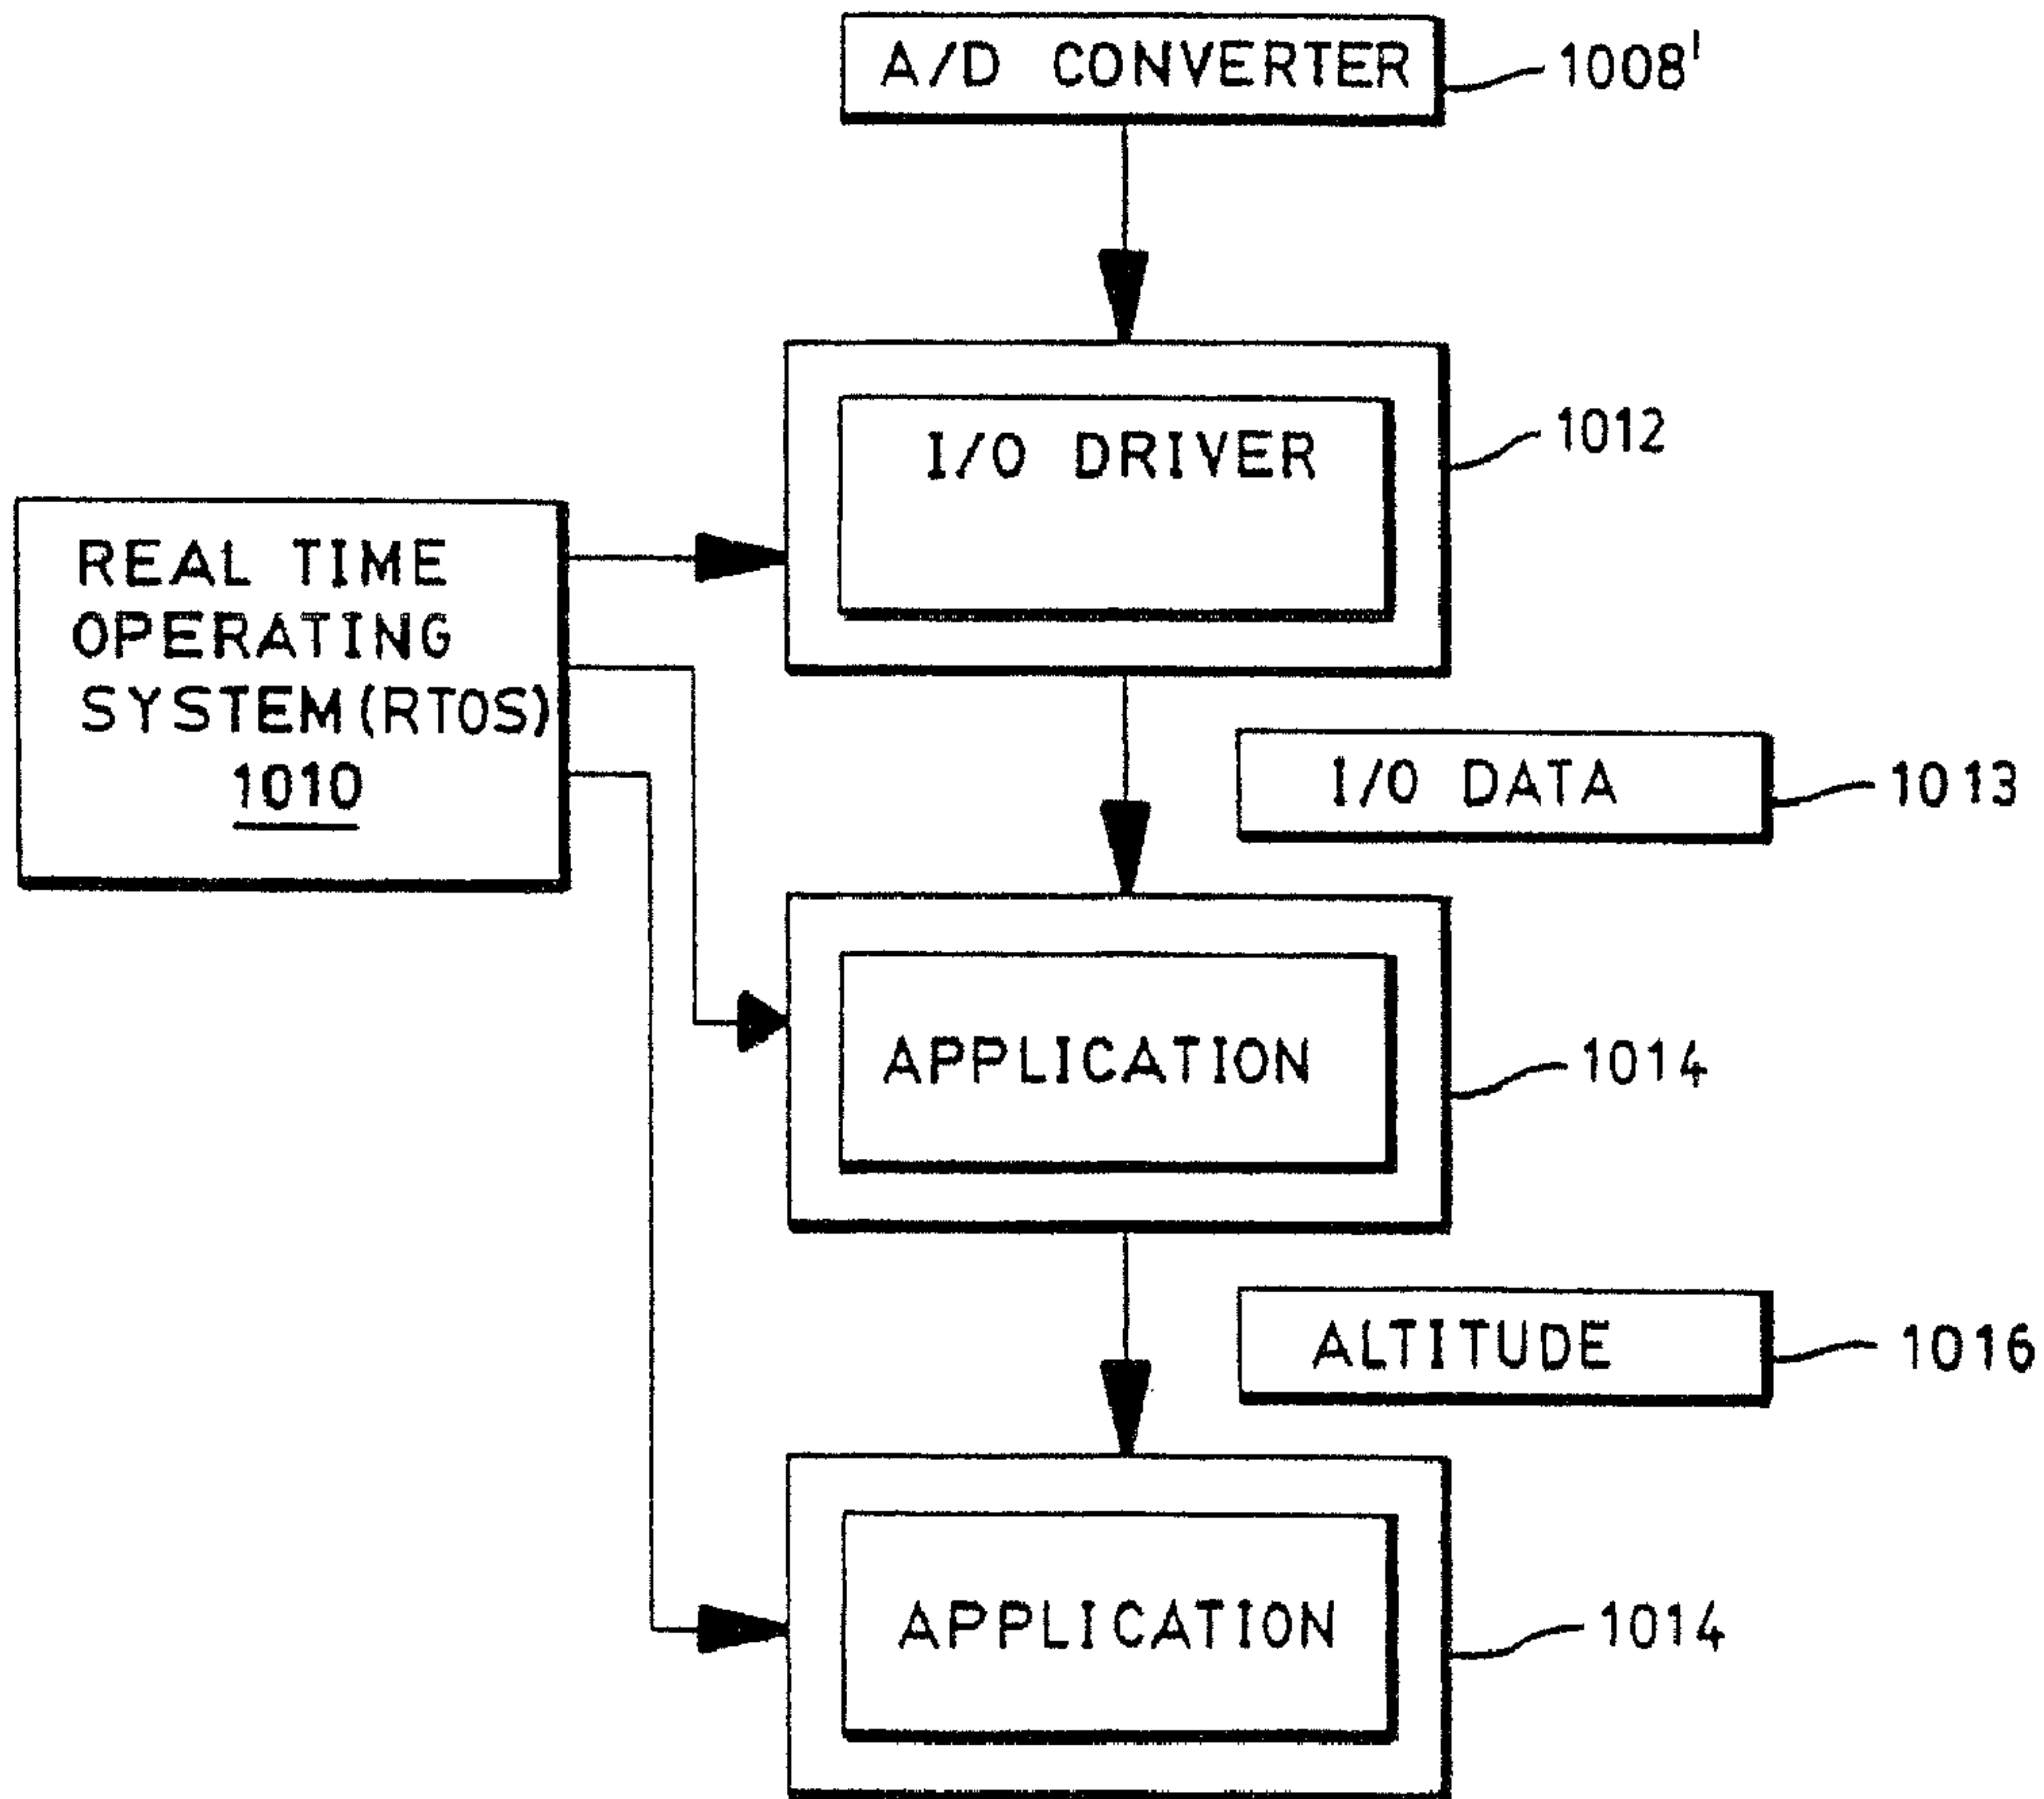 A/D CONVERTER
1008'
I/O DRIVER
1012
REAL TIME
OPERATING
SYSTEM (RTOS)
1010
I/O DATA
1013
APPLICATION
1014
ALTITUDE
1016
APPLICATION
1014